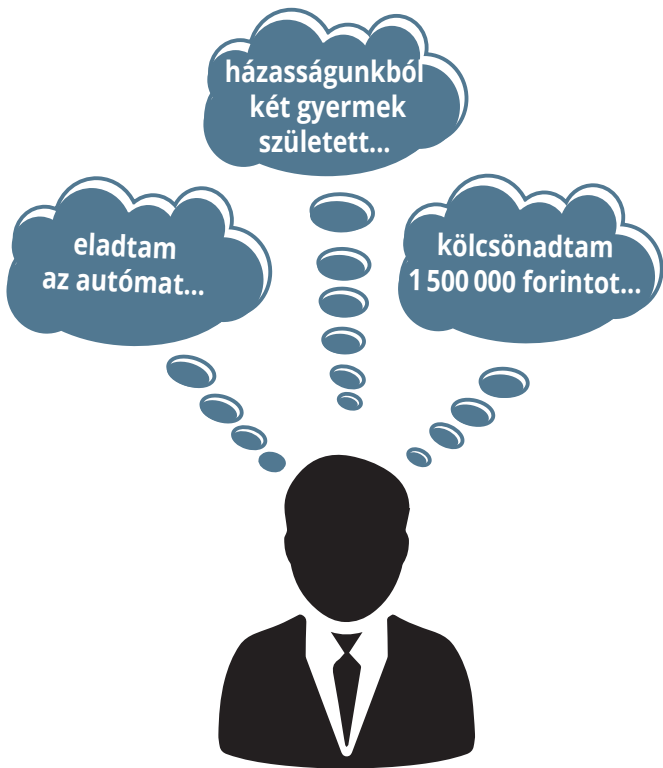 házasságunkból
két gyermek
született...
eladtam
az autómat...
kölcsönadtam
1 500 000 forintot...